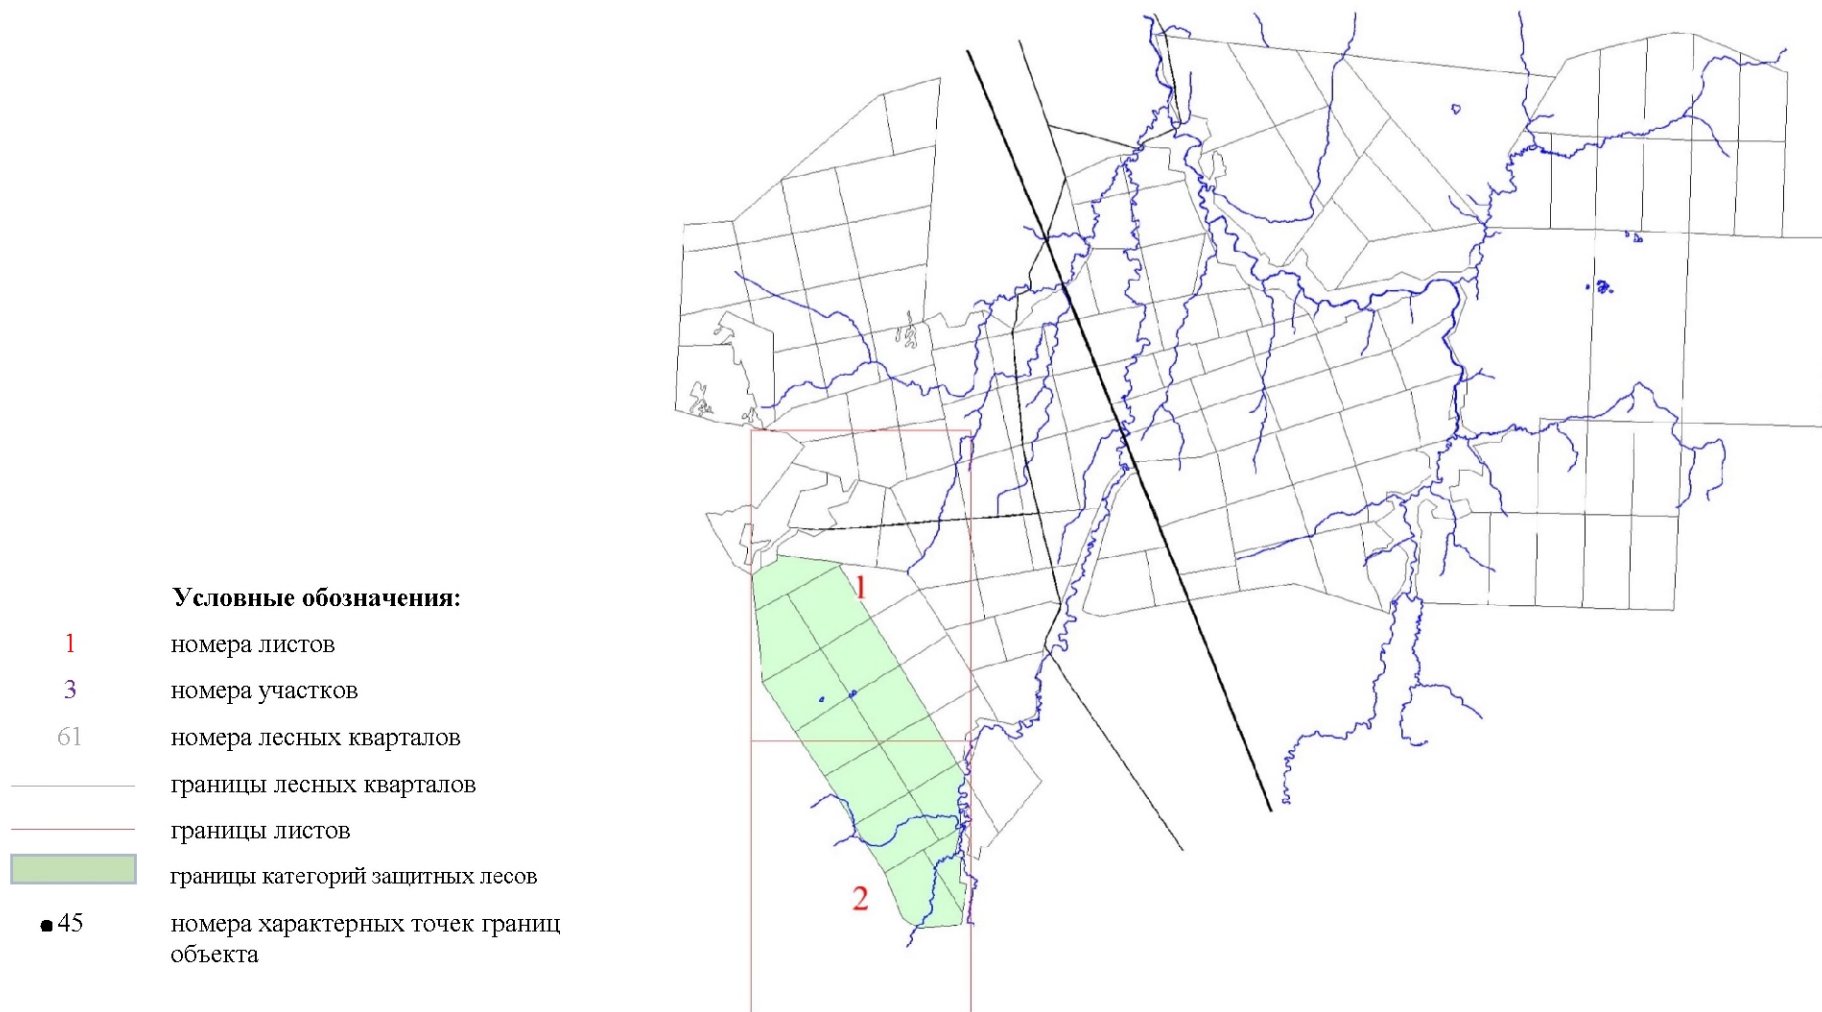 Условные обозначения:
1 номера листов
3 номера участков
61 номера лесных кварталов
границы лесных кварталов
границы листов
границы категорий защитных лесов
45 номера характерных точек границ
объекта
1
2